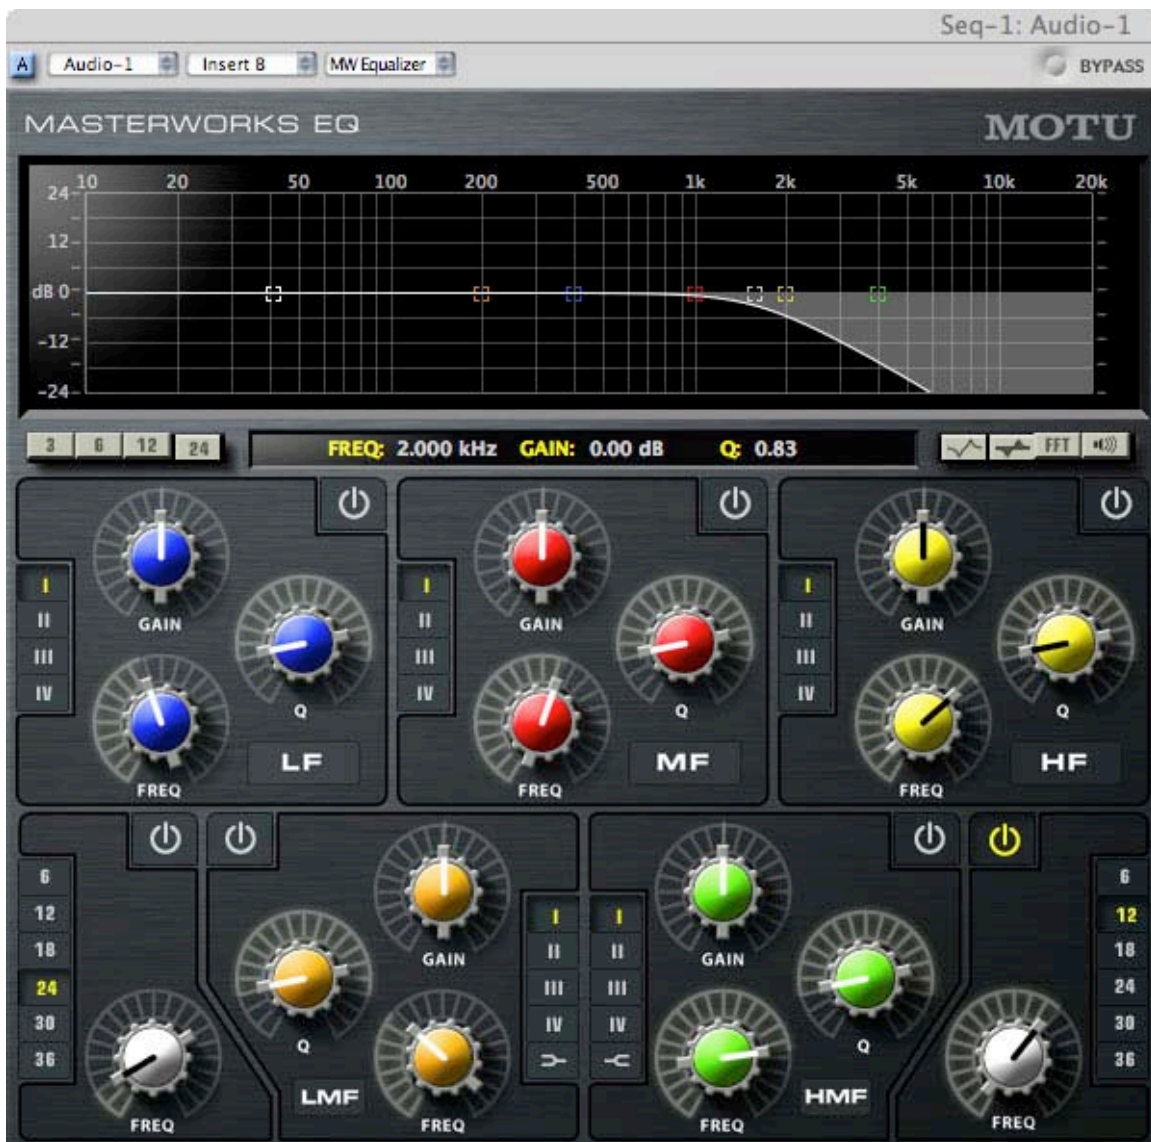 Seq-1: Audio-1
A Audio-1 Insert 8 MW Equalizer BYPASS
MASTERWORKS EQ MOTU
10 20 50 100 200 500 1k 2k 5k 10k 20k
24
12
dB 0
-12
-24
3 6 12 24 FREQ: 2.000 kHz GAIN: 0.00 dB Q: 0.83 FFT
I
II
III
IV
GAIN
Q
FREQ
LF
I
II
III
IV
GAIN
Q
FREQ
MF
I
II
III
IV
GAIN
Q
FREQ
HF
6
12
18
24
30
36
FREQ
GAIN
Q
FREQ
LMF
I
II
III
IV
I
II
III
IV
GAIN
Q
FREQ
HMF
FREQ
6
12
18
24
30
36